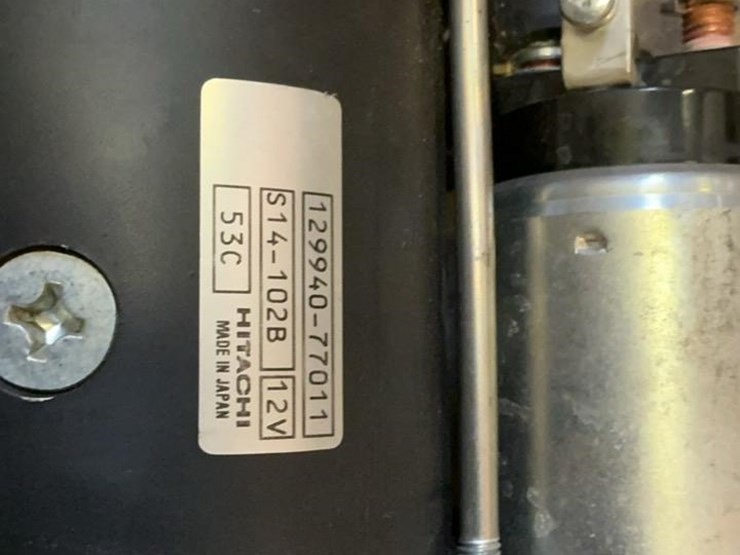 129940-77011
S14-102B 12V
53C HITACHI
MADE IN JAPAN